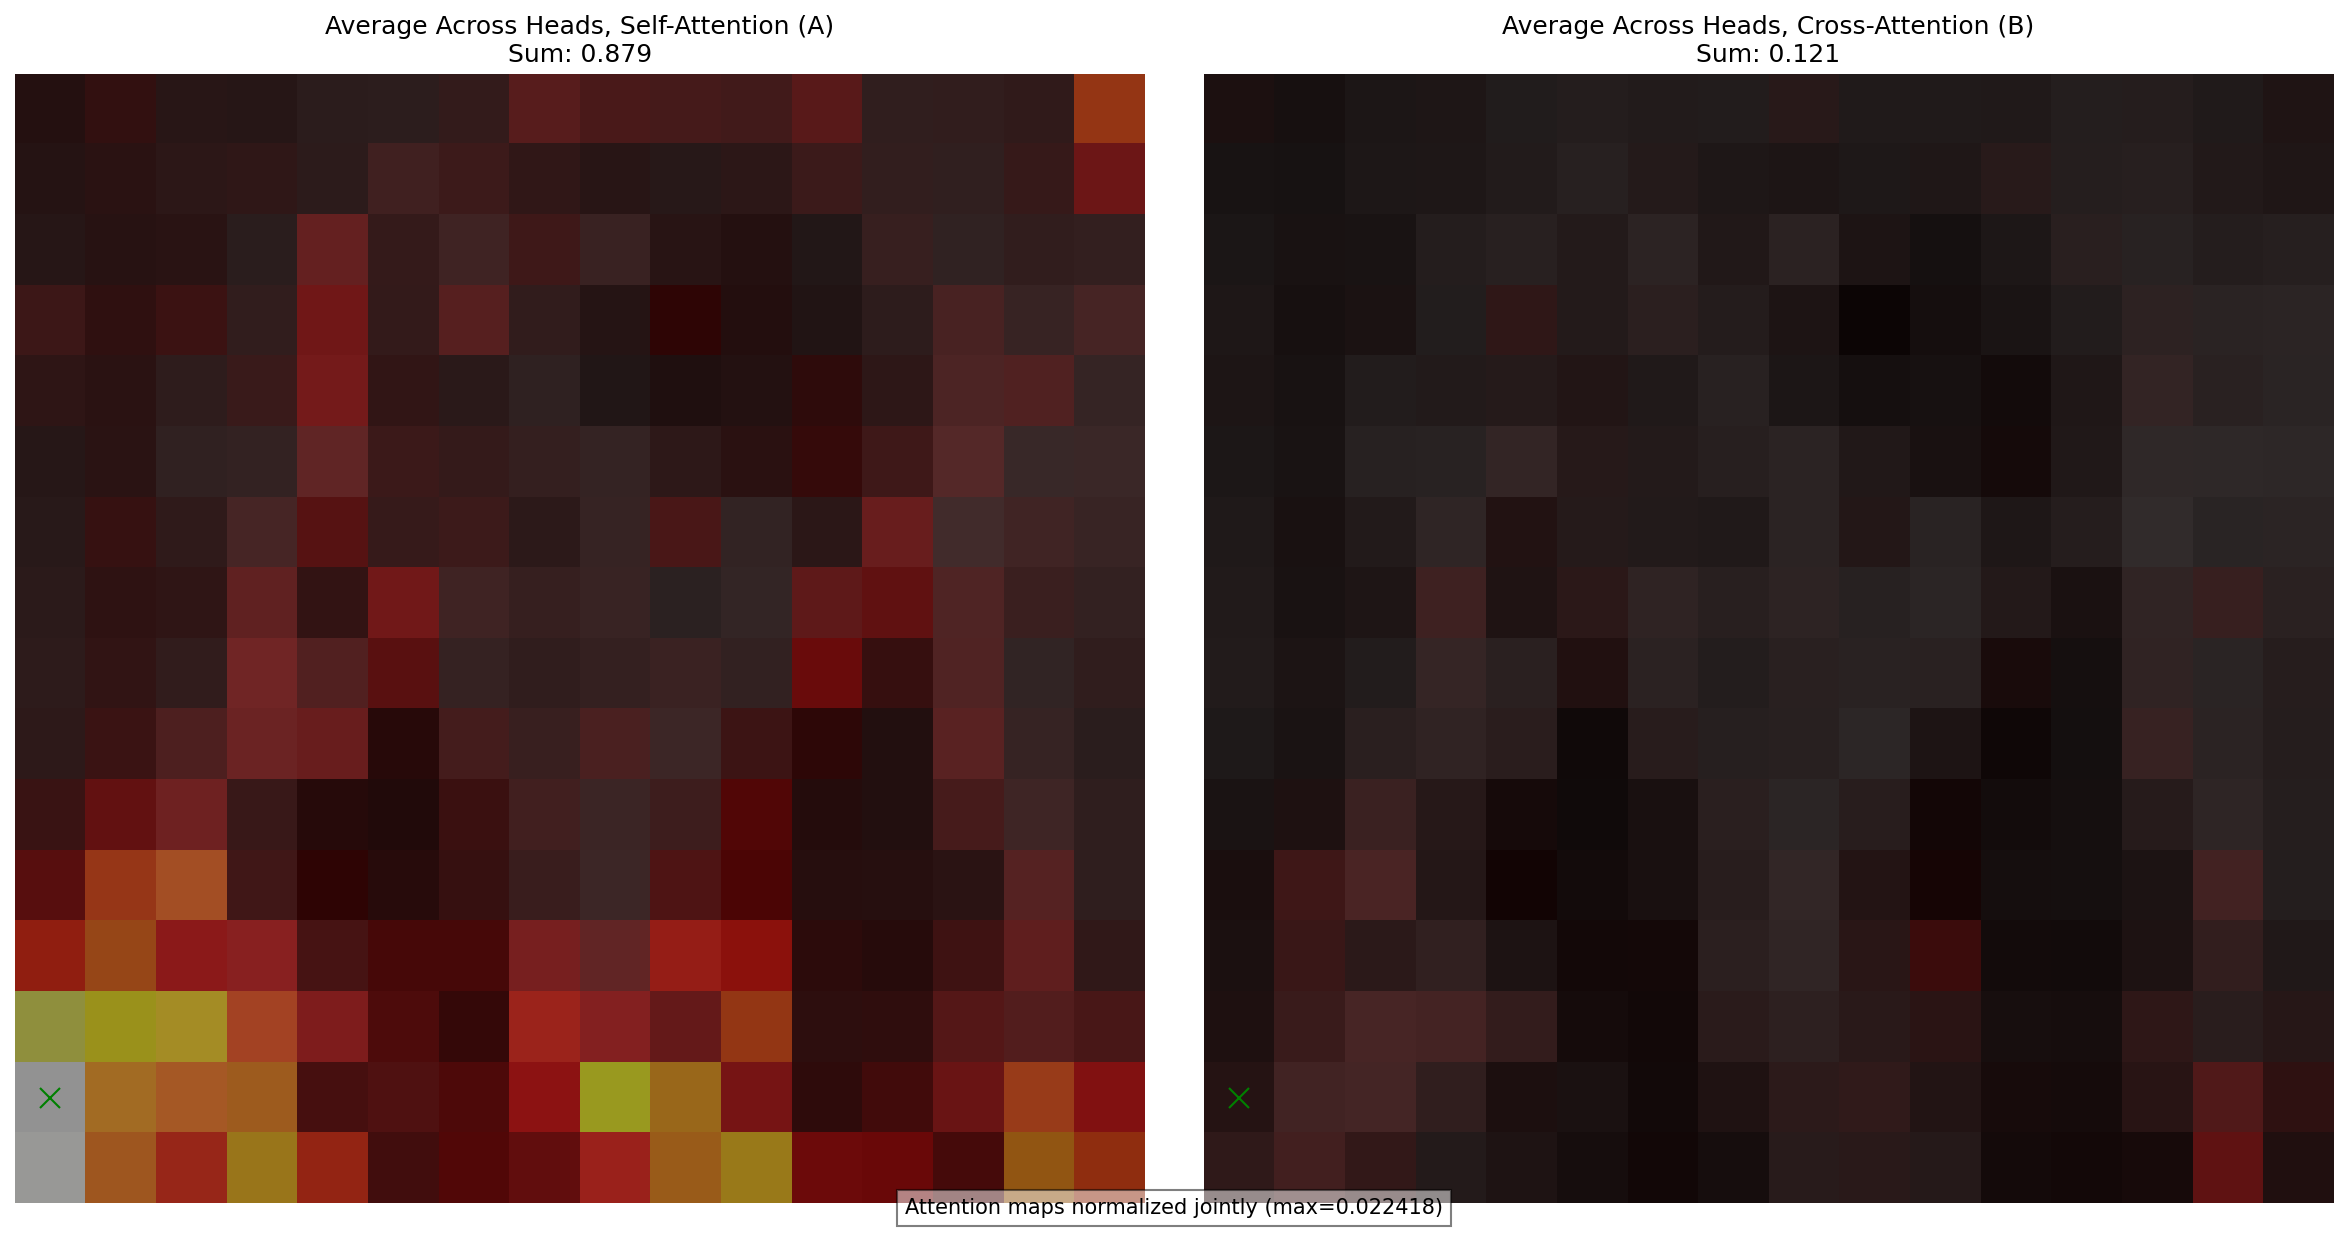 Average Across Heads, Self-Attention (A)
Sum: 0.879
Average Across Heads, Cross-Attention (B)
Sum: 0.121
Attention maps normalized jointly (max=0.022418)